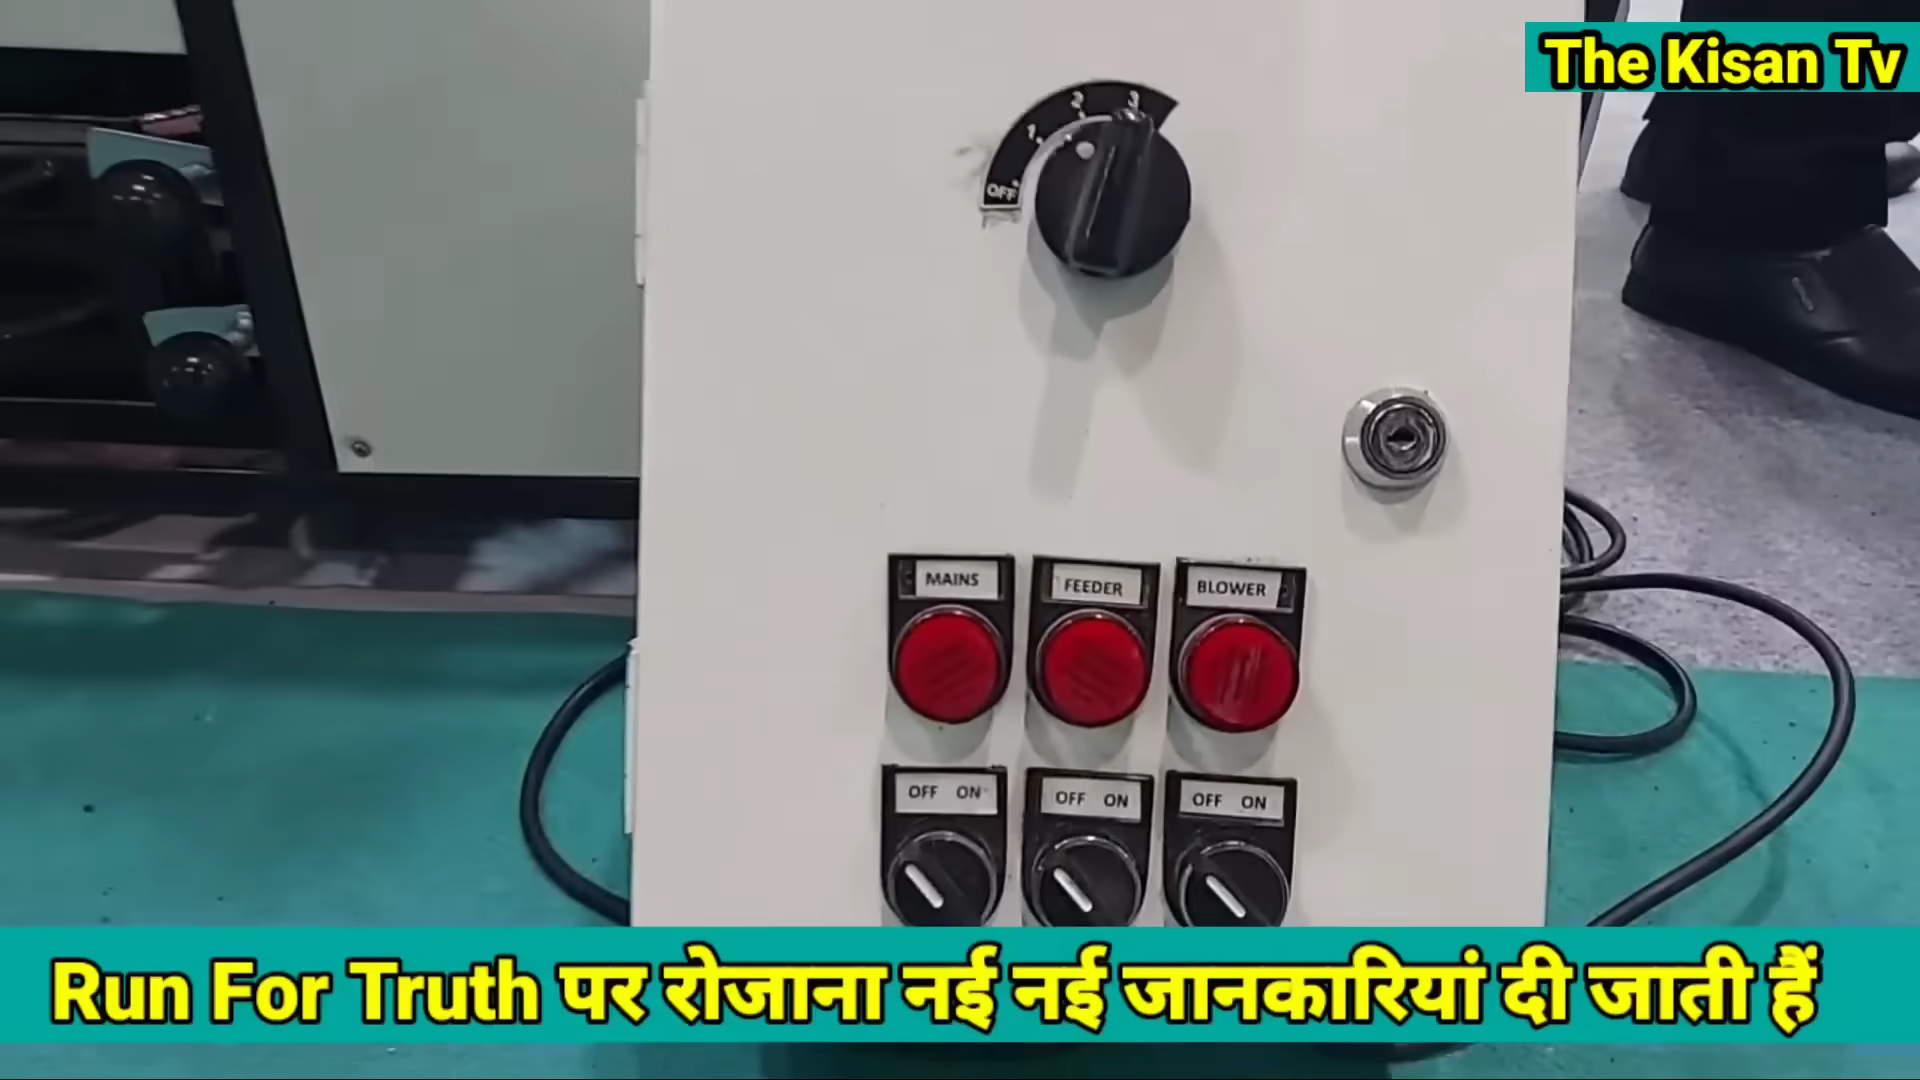 The Kisan Tv
1 2 3
OFF
MAINS FEEDER BLOWER
OFF ON OFF ON OFF ON
Run For Truth पर रोजाना नई नई जानकारियां दी जाती हैं